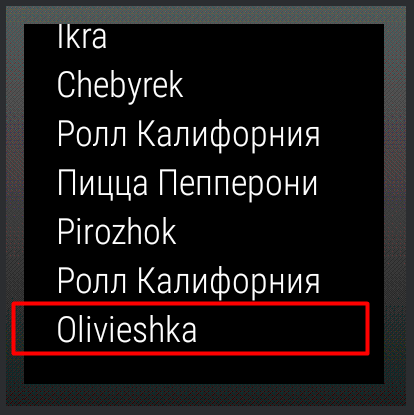 Ikra
Chebyrek
Ролл Калифорния
Пицца Пепперони
Pirozhok
Ролл Калифорния
Olivieshka